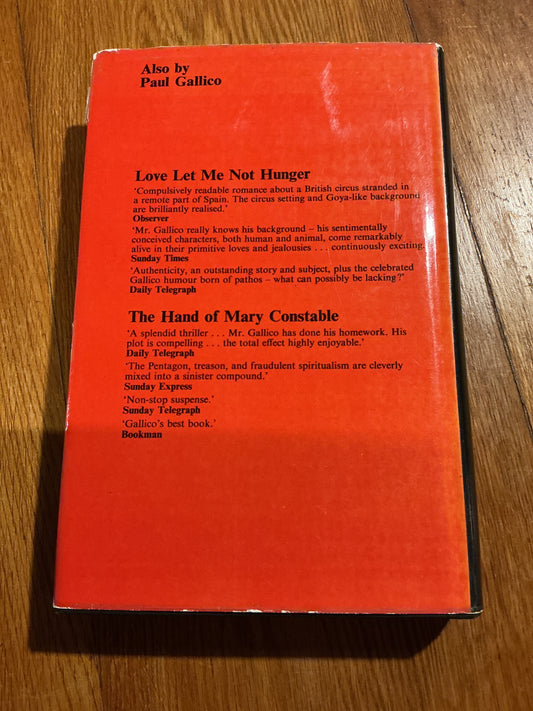 Also by
Paul Gallico
Love Let Me Not Hunger
‘Compulsively readable romance about a British circus stranded in
a remote part of Spain. The circus setting and Goya-like background
are brilliantly realised.’
Observer
‘Mr. Gallico really knows his background – his sentimentally
conceived characters, both human and animal, come remarkably
alive in their primitive loves and jealousies . . . continuously exciting.’
Sunday Times
‘Authenticity, an outstanding story and subject, plus the celebrated
Gallico humour born of pathos – what can possibly be lacking?’
Daily Telegraph
The Hand of Mary Constable
‘A splendid thriller . . . Mr. Gallico has done his homework. His
plot is compelling . . . the total effect highly enjoyable.’
Daily Telegraph
‘The Pentagon, treason, and fraudulent spiritualism are cleverly
mixed into a sinister compound.’
Sunday Express
‘Non-stop suspense.’
Sunday Telegraph
‘Gallico's best book.’
Bookman